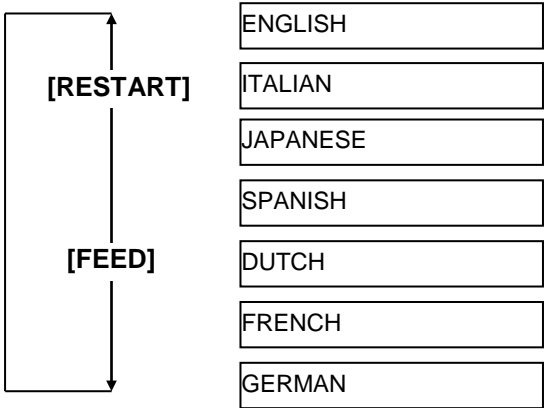 ENGLISH
[RESTART] ITALIAN
JAPANESE
SPANISH
[FEED] DUTCH
FRENCH
GERMAN